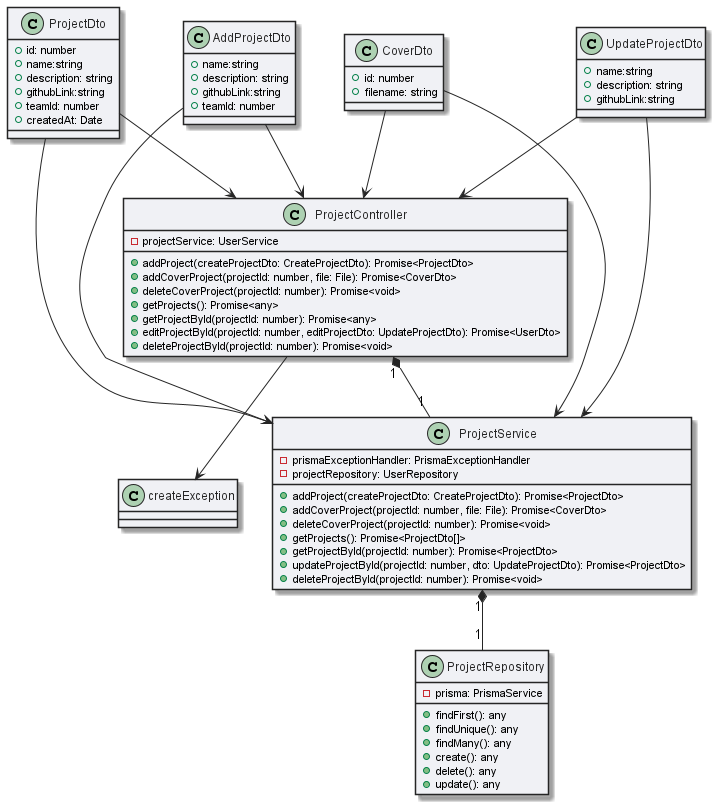 C ProjectDto
id: number
name:string
description: string
githubLink:string
teamId: number
createdAt: Date
C AddProjectDto
name:string
description: string
githubLink:string
teamId: number
C CoverDto
id: number
filename: string
C UpdateProjectDto
name:string
description: string
githubLink:string
C ProjectController
projectService: UserService
addProject(createProjectDto: CreateProjectDto): Promise<ProjectDto>
addCoverProject(projectId: number, file: File): Promise<CoverDto>
deleteCoverProject(projectId: number): Promise<void>
getProjects(): Promise<any>
getProjectById(projectId: number): Promise<any>
editProjectById(projectId: number, editProjectDto: UpdateProjectDto): Promise<UserDto>
deleteProjectById(projectId: number): Promise<void>
1
1
C createException
C ProjectService
prismaExceptionHandler: PrismaExceptionHandler
projectRepository: UserRepository
addProject(createProjectDto: CreateProjectDto): Promise<ProjectDto>
addCoverProject(projectId: number, file: File): Promise<CoverDto>
deleteCoverProject(projectId: number): Promise<void>
getProjects(): Promise<ProjectDto[]>
getProjectById(projectId: number): Promise<ProjectDto>
updateProjectById(projectId: number, dto: UpdateProjectDto): Promise<ProjectDto>
deleteProjectById(projectId: number): Promise<void>
1
1
C ProjectRepository
prisma: PrismaService
findFirst(): any
findUnique(): any
findMany(): any
create(): any
delete(): any
update(): any